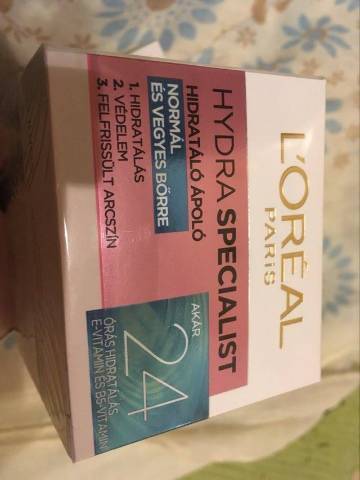 L'ORÉAL
PARIS
HYDRA SPECIALIST
HIDRATÁLÓ ÁPOLÓ
NORMÁL
ÉS VEGYES BŐRRE
1. HIDRATÁLÁS
2. VÉDELEM
3. FELFRISSÜLT ARCSZÍN
AKÁR
24
ÓRÁS HIDRATÁLÁS
E-VITAMIN ÉS B5-VITAMIN